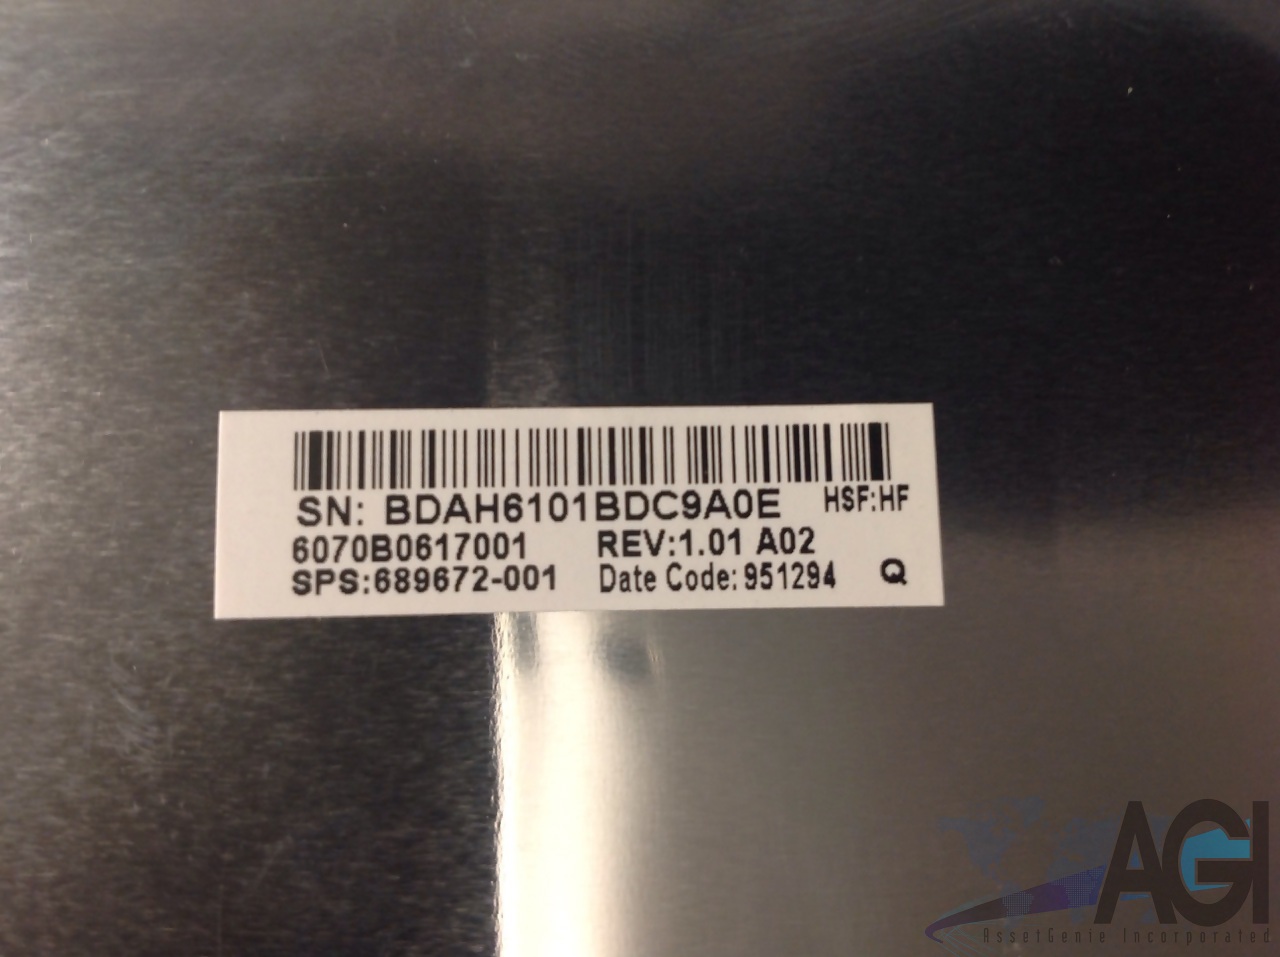 SN: BDAH6101BDC9A0E HSF:HF
6070B0617001 REV:1.01 A02
SPS:689672-001 Date Code: 951294 Q
AGI
AssetGenie Incorporated